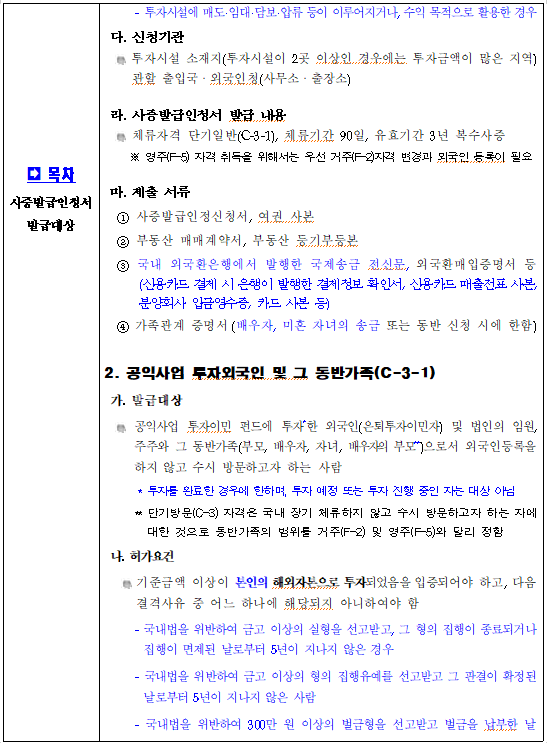 - 투자시설에 매도·임대·담보·압류 등이 이루어지거나, 수익 목적으로 활용한 경우
다. 신청기관
투자시설 소재지(투자시설이 2곳 이상인 경우에는 투자금액이 많은 지역)
관할 출입국·외국인청(사무소·출장소)
라. 사증발급인정서 발급 내용
체류자격 단기일반(C-3-1), 체류기간 90일, 유효기간 3년 복수사증
※ 영주(F-5) 자격 취득을 위해서는 우선 거주(F-2)자격 변경과 외국인 등록이 필요
➡ 목차
사증발급인정서
발급대상
마. 제출 서류
① 사증발급인정신청서, 여권 사본
② 부동산 매매계약서, 부동산 등기부등본
③ 국내 외국환은행에서 발행한 국제송금 전신문, 외국환매입증명서 등
(신용카드 결제 시 은행이 발행한 결제정보 확인서, 신용카드 매출전표 사본,
분양회사 입금영수증, 카드 사본 등)
④ 가족관계 증명서 (배우자, 미혼 자녀의 송금 또는 동반 신청 시에 한함)
2. 공익사업 투자외국인 및 그 동반가족(C-3-1)
가. 발급대상
공익사업 투자이민 펀드에 투자*한 외국인(은퇴투자이민자) 및 법인의 임원,
주주와 그 동반가족(부모, 배우자, 자녀, 배우자의 부모**)으로서 외국인등록을
하지 않고 수시 방문하고자 하는 사람
* 투자를 완료한 경우에 한하며, 투자 예정 또는 투자 진행 중인 자는 대상 아님
** 단기방문(C-3) 자격은 국내 장기 체류하지 않고 수시 방문하고자 하는 자에
대한 것으로 동반가족의 범위를 거주(F-2) 및 영주(F-5)와 달리 정함
나. 허가요건
기준금액 이상이 본인의 해외자본으로 투자되었음을 입증되어야 하고, 다음
결격사유 중 어느 하나에 해당되지 아니하여야 함
- 국내법을 위반하여 금고 이상의 실형을 선고받고, 그 형의 집행이 종료되거나
집행이 면제된 날로부터 5년이 지나지 않은 경우
- 국내법을 위반하여 금고 이상의 형의 집행유예를 선고받고 그 판결이 확정된
날로부터 5년이 지나지 않은 사람
- 국내법을 위반하여 300만 원 이상의 벌금형을 선고받고 벌금을 납부한 날